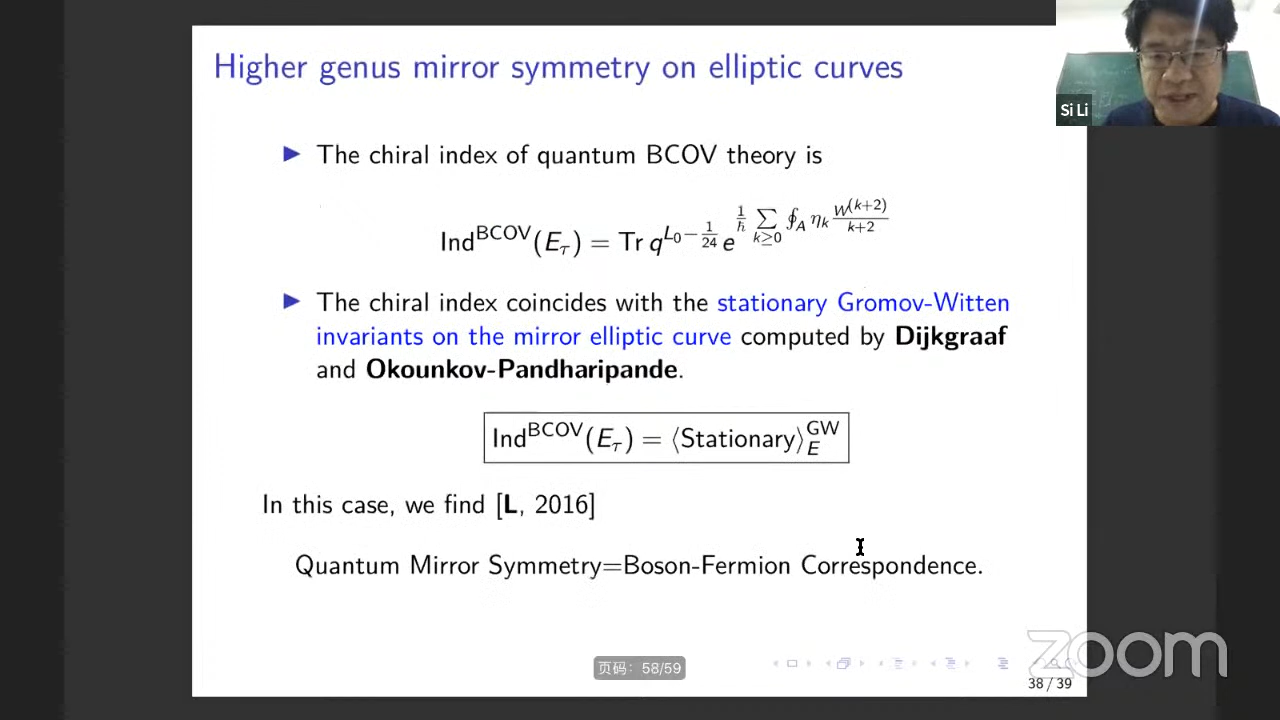 Higher genus mirror symmetry on elliptic curves
Si Li
▶ The chiral index of quantum BCOV theory is
Ind^{BCOV}(E_τ) = Tr q^{L_0 − \frac{1}{24}} e^{\frac{1}{ħ} \sum_{k≥0} ∮_A η_k \frac{W^{(k+2)}}{k+2}}
▶ The chiral index coincides with the stationary Gromov-Witten
invariants on the mirror elliptic curve computed by Dijkgraaf
and Okounkov-Pandharipande.
Ind^{BCOV}(E_τ) = ⟨Stationary⟩_E^{GW}
In this case, we find [L, 2016]
Quantum Mirror Symmetry=Boson-Fermion Correspondence.
页码：58/59
zoom
38 / 39